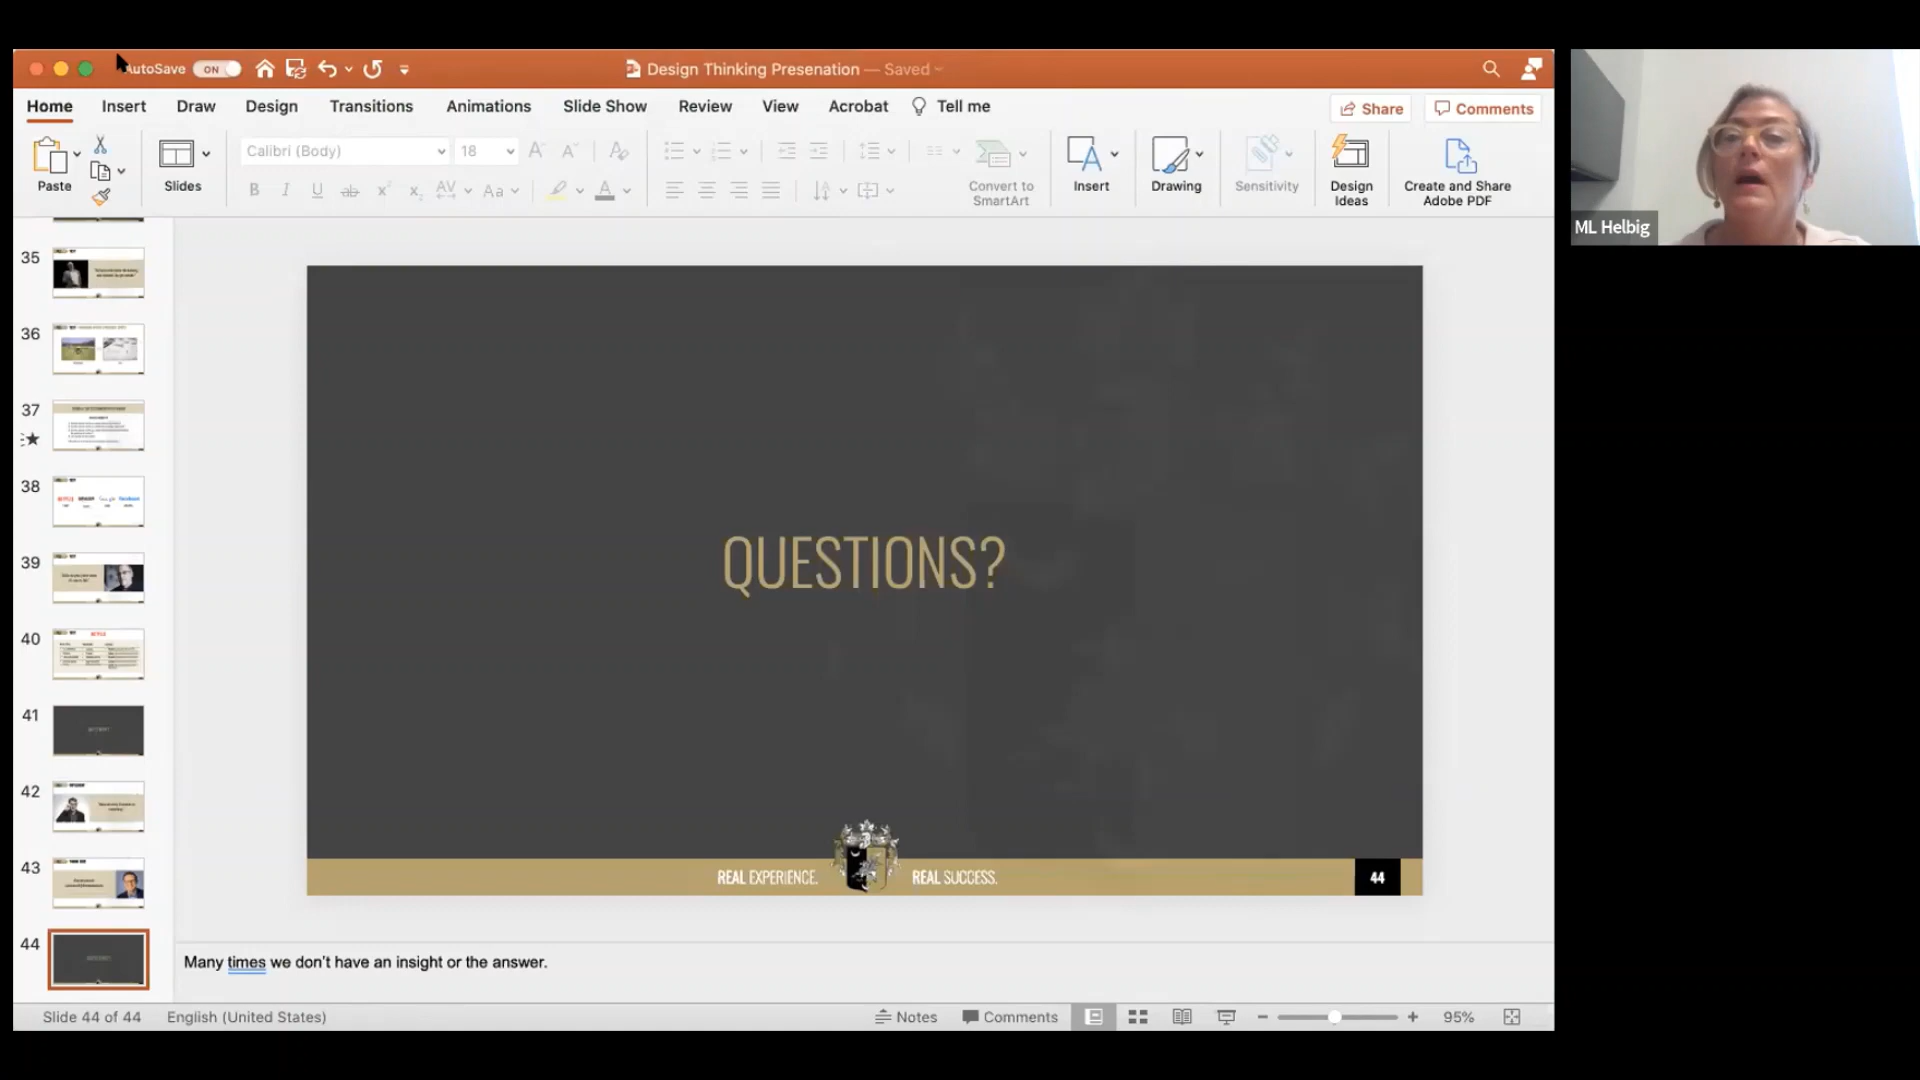 AutoSave ON Design Thinking Presenation — Saved
Home Insert Draw Design Transitions Animations Slide Show Review View Acrobat Tell me Share Comments
Calibri (Body) 18
Paste Slides Convert to SmartArt Insert Drawing Sensitivity Design Ideas Create and Share Adobe PDF
ML Helbig
35
36
37
38
NETFLIX Google facebook
39
40
NETFLIX
41
42
43
44
QUESTIONS?
REAL EXPERIENCE. REAL SUCCESS. 44
Many times we don't have an insight or the answer.
Slide 44 of 44 English (United States) Notes Comments 95%